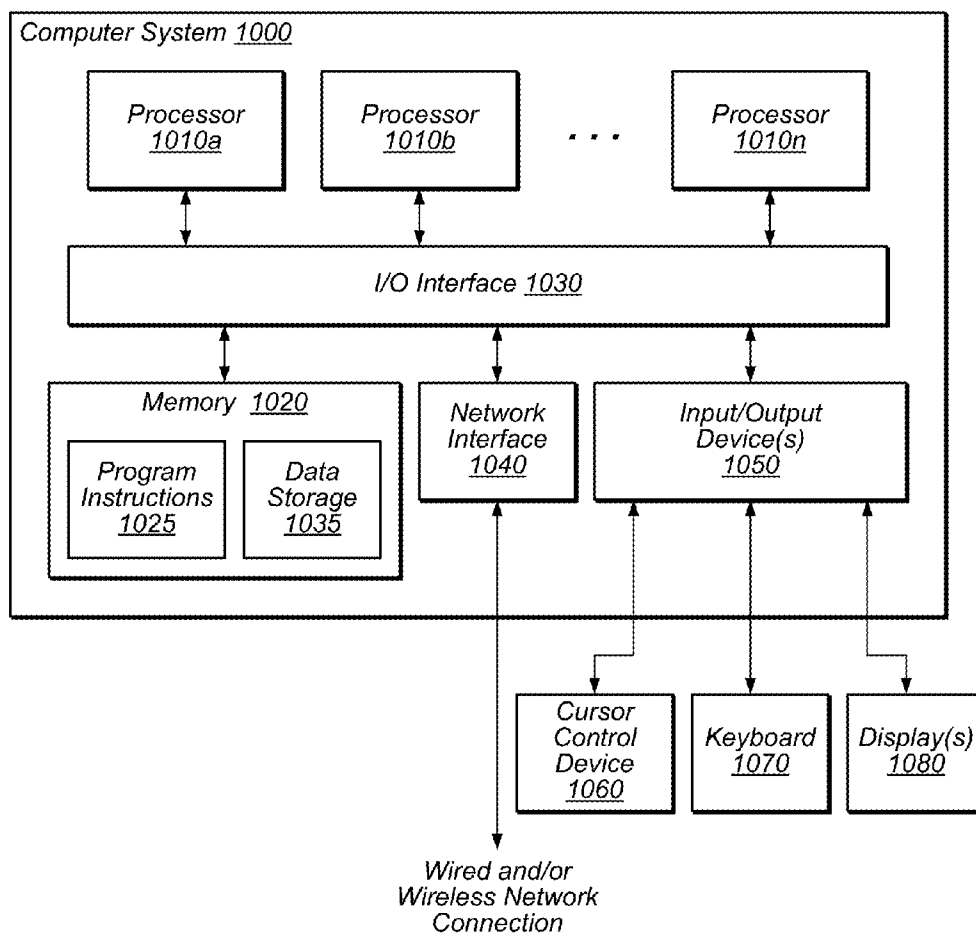 Computer System 1000
Processor
1010a
Processor
1010b
. . .
Processor
1010n
I/O Interface 1030
Memory 1020
Program
Instructions
1025
Data
Storage
1035
Network
Interface
1040
Input/Output
Device(s)
1050
Cursor
Control
Device
1060
Keyboard
1070
Display(s)
1080
Wired and/or
Wireless Network
Connection